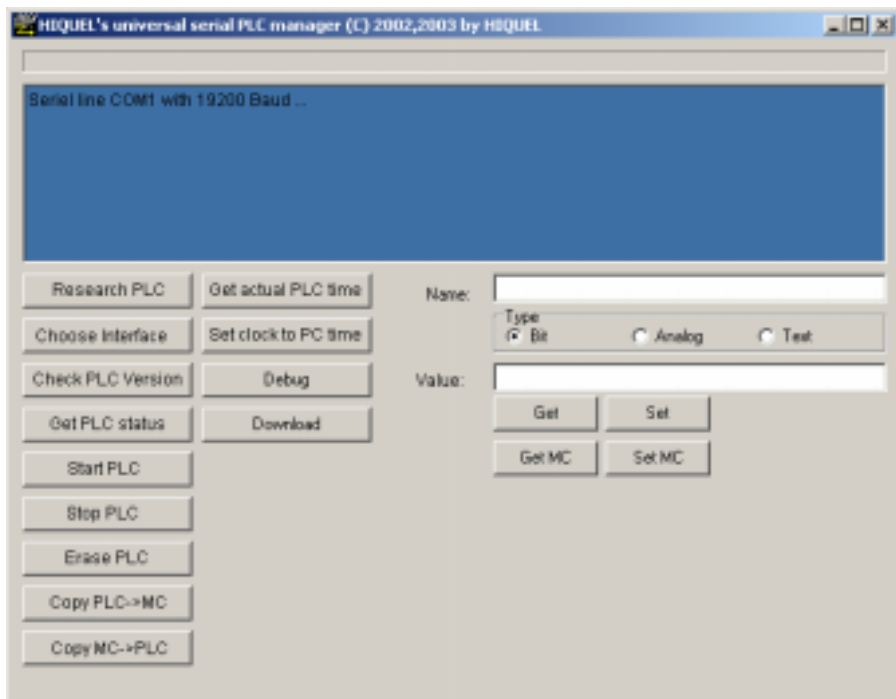 HIQUEL's universal serial PLC manager (C) 2002,2003 by HIQUEL
Seriel line COM1 with 19200 Baud ...
Research PLC
Get actual PLC time
Name:
Choose Interface
Set clock to PC time
Type
Bit
Analog
Text
Check PLC Version
Debug
Value:
Get PLC status
Download
Get
Set
Start PLC
Get MC
Set MC
Stop PLC
Erase PLC
Copy PLC->MC
Copy MC->PLC